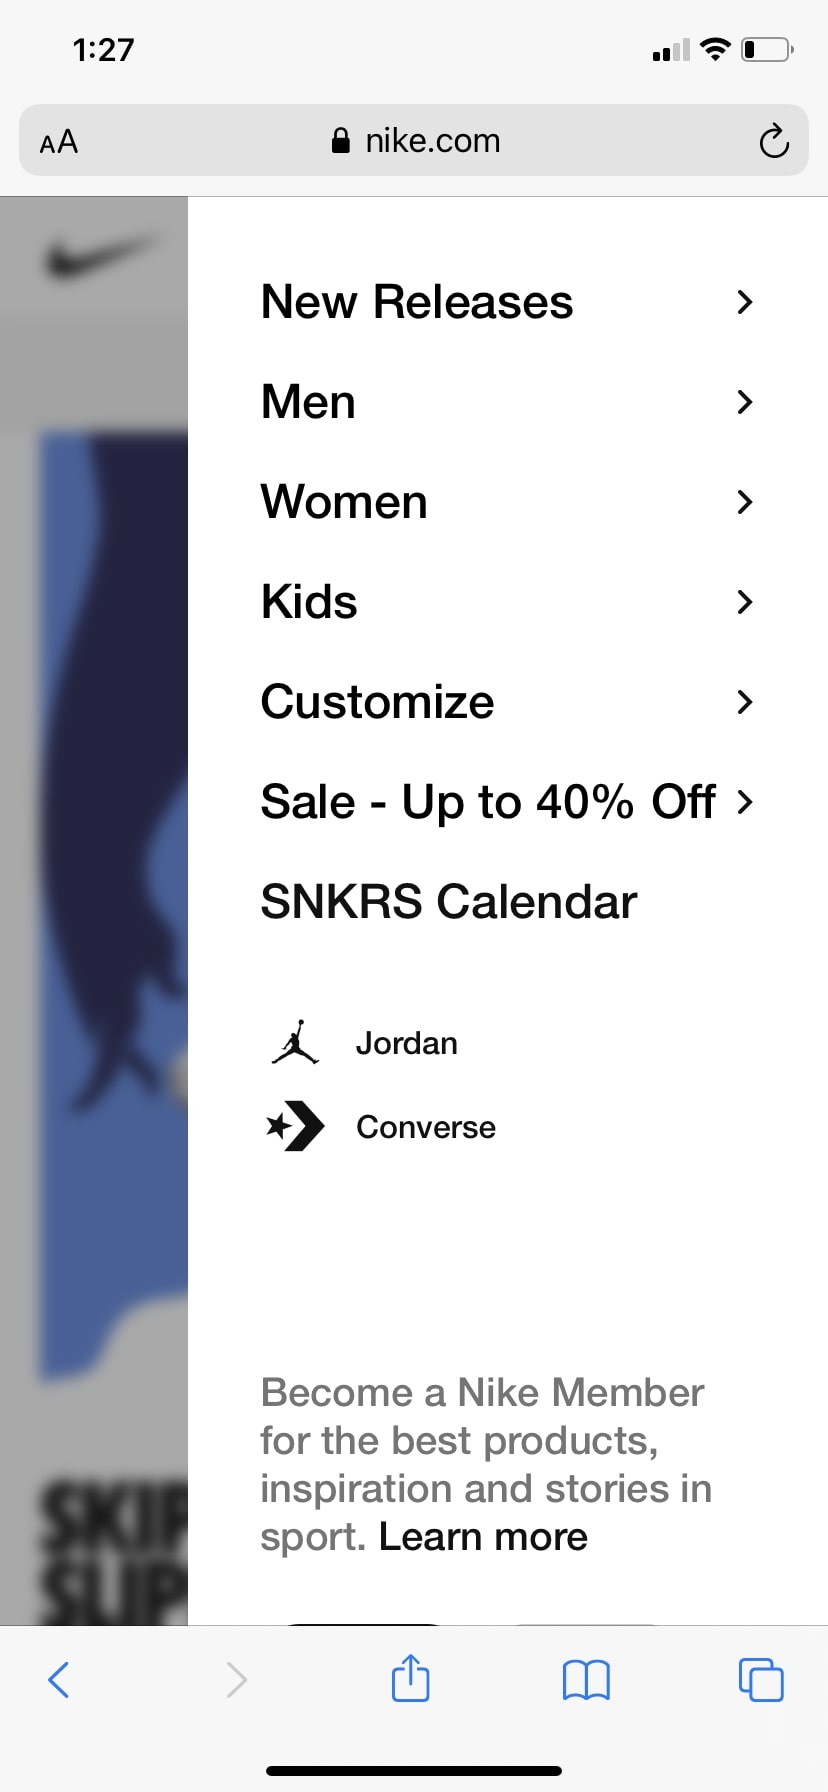 1:27
AA
nike.com
New Releases
Men
Women
Kids
Customize
Sale - Up to 40% Off
SNKRS Calendar
Jordan
Converse
Become a Nike Member
for the best products,
inspiration and stories in
sport. Learn more
SKIP
SLIP